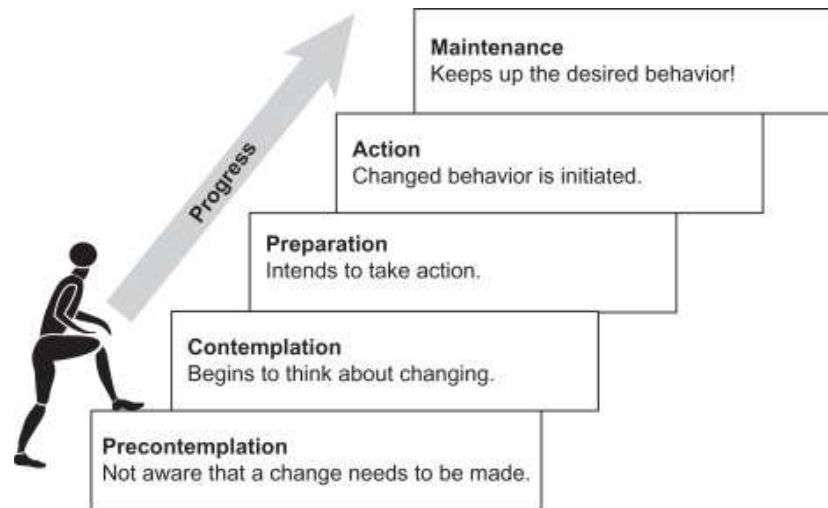 Maintenance
Keeps up the desired behavior!
Action
Changed behavior is initiated.
Progress
Preparation
Intends to take action.
Contemplation
Begins to think about changing.
Precontemplation
Not aware that a change needs to be made.